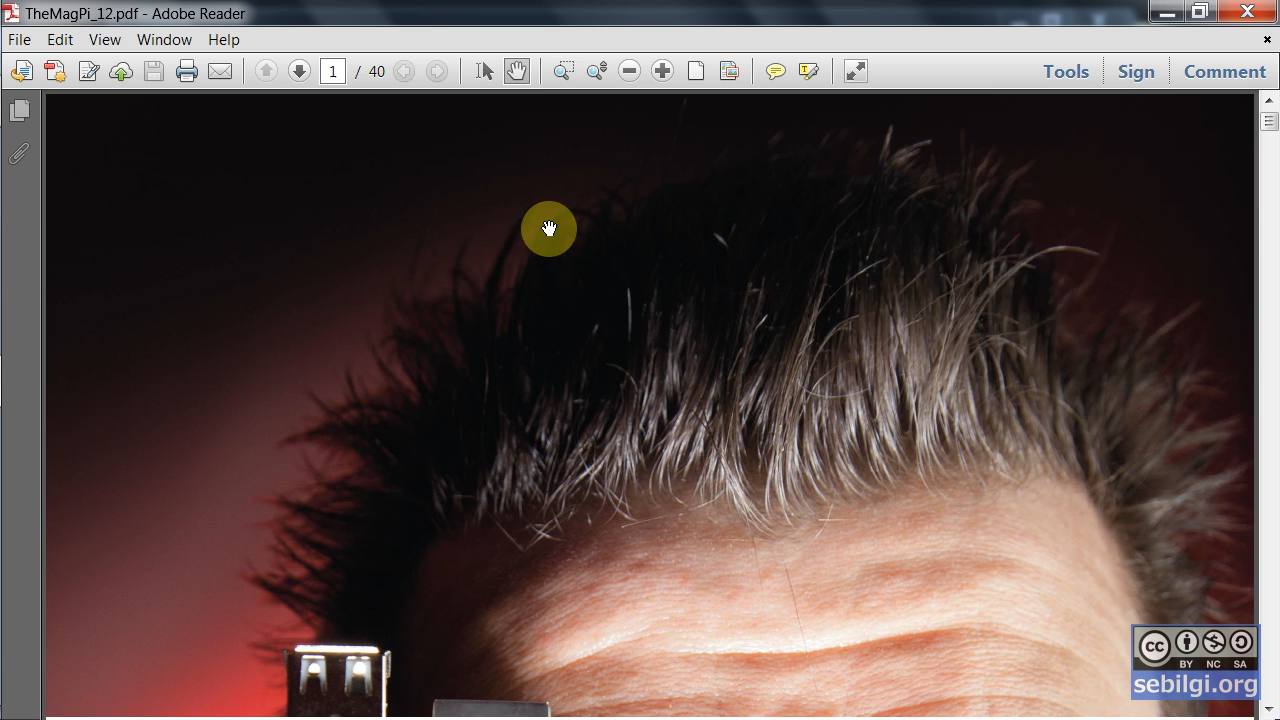 TheMagPi_12.pdf - Adobe Reader
File Edit View Window Help
1 / 40 Tools Sign Comment
cc BY NC SA
sebilgi.org